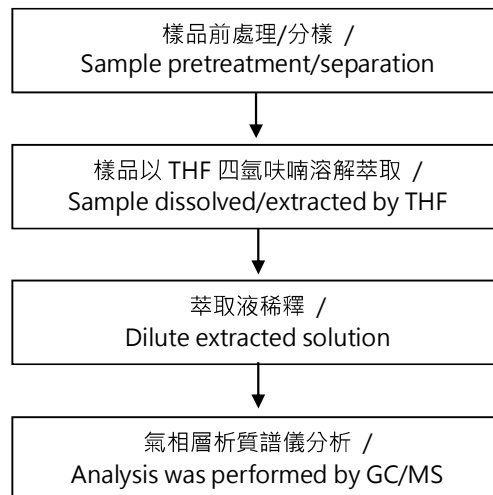 樣品前處理/分樣 /
Sample pretreatment/separation
樣品以 THF 四氫呋喃溶解萃取 /
Sample dissolved/extracted by THF
萃取液稀釋 /
Dilute extracted solution
氣相層析質譜儀分析 /
Analysis was performed by GC/MS